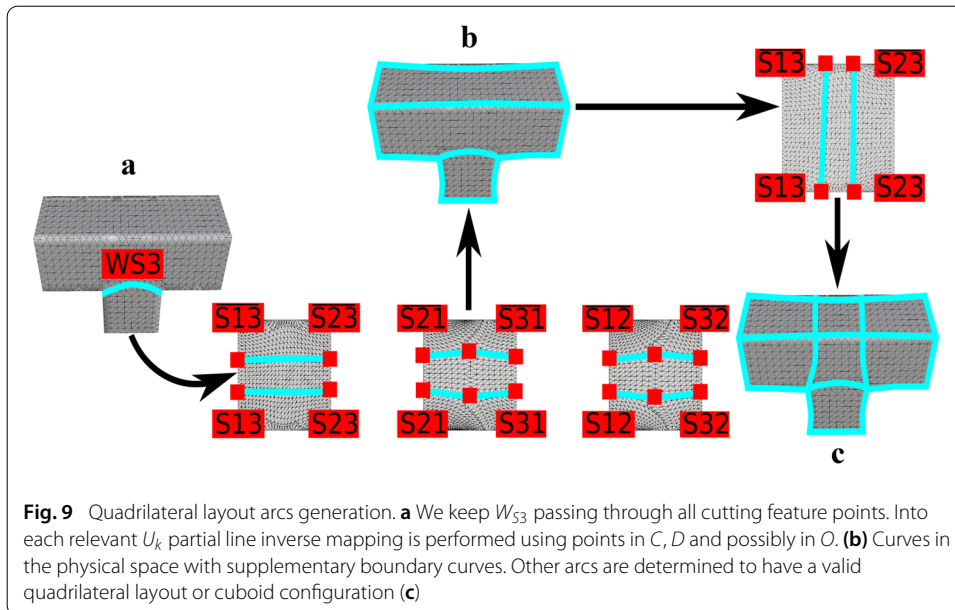 b
S13 S23
a
S13 S23
WS3
S13 S23 S21 S31 S12 S32
S13 S23 S21 S31 S12 S32
c
Fig. 9 Quadrilateral layout arcs generation. a We keep W_{S3} passing through all cutting feature points. Into
each relevant U_k partial line inverse mapping is performed using points in C, D and possibly in O. (b) Curves in
the physical space with supplementary boundary curves. Other arcs are determined to have a valid
quadrilateral layout or cuboid configuration (c)